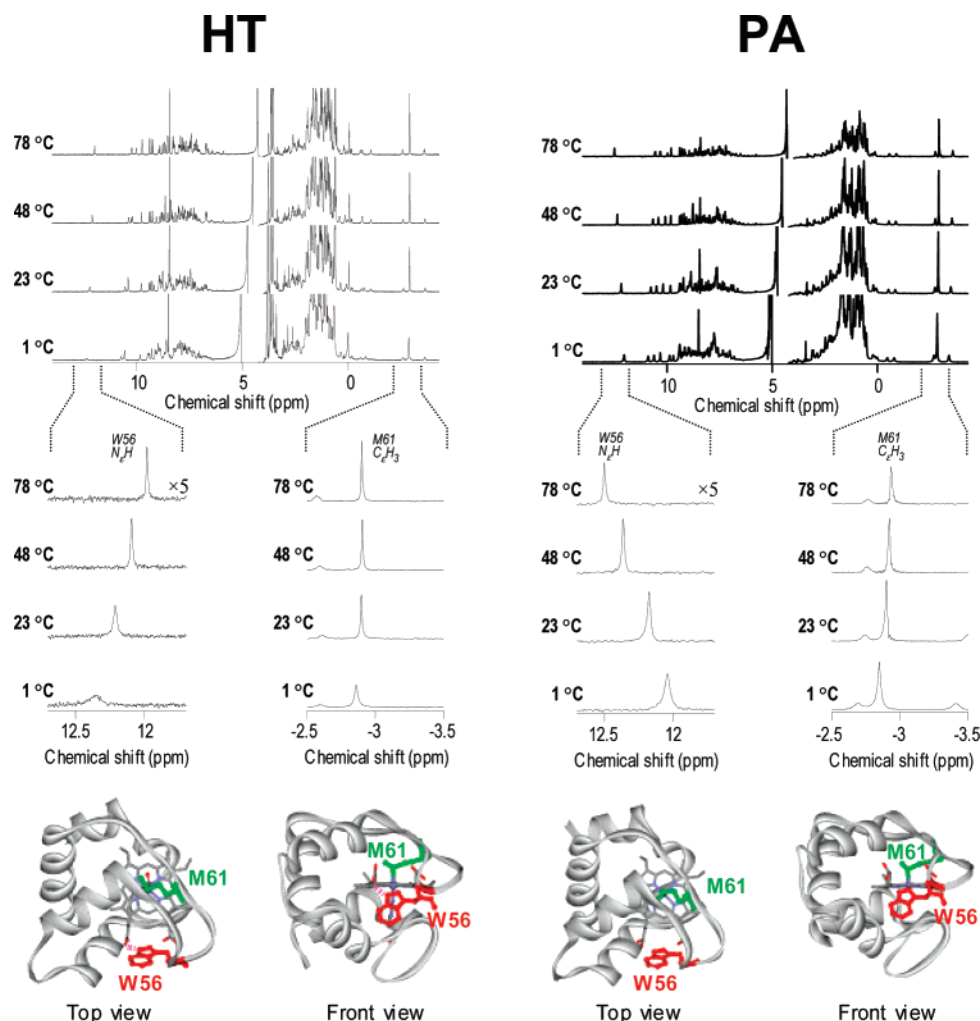 HT
78 °C
48 °C
23 °C
1 °C
10 5 0
Chemical shift (ppm)
W56
NεH
M61
CεH3
78 °C
×5
78 °C
48 °C
48 °C
23 °C
23 °C
1 °C
1 °C
12.5 12
-2.5 -3 -3.5
Chemical shift (ppm)
Chemical shift (ppm)
M61
W56
Top view
M61
W56
Front view
PA
78 °C
48 °C
23 °C
1 °C
10 5 0
Chemical shift (ppm)
W56
NεH
M61
CεH3
78 °C
×5
78 °C
48 °C
48 °C
23 °C
23 °C
1 °C
1 °C
12.5 12
-2.5 -3 -3.5
Chemical shift (ppm)
Chemical shift (ppm)
M61
W56
Top view
M61
W56
Front view